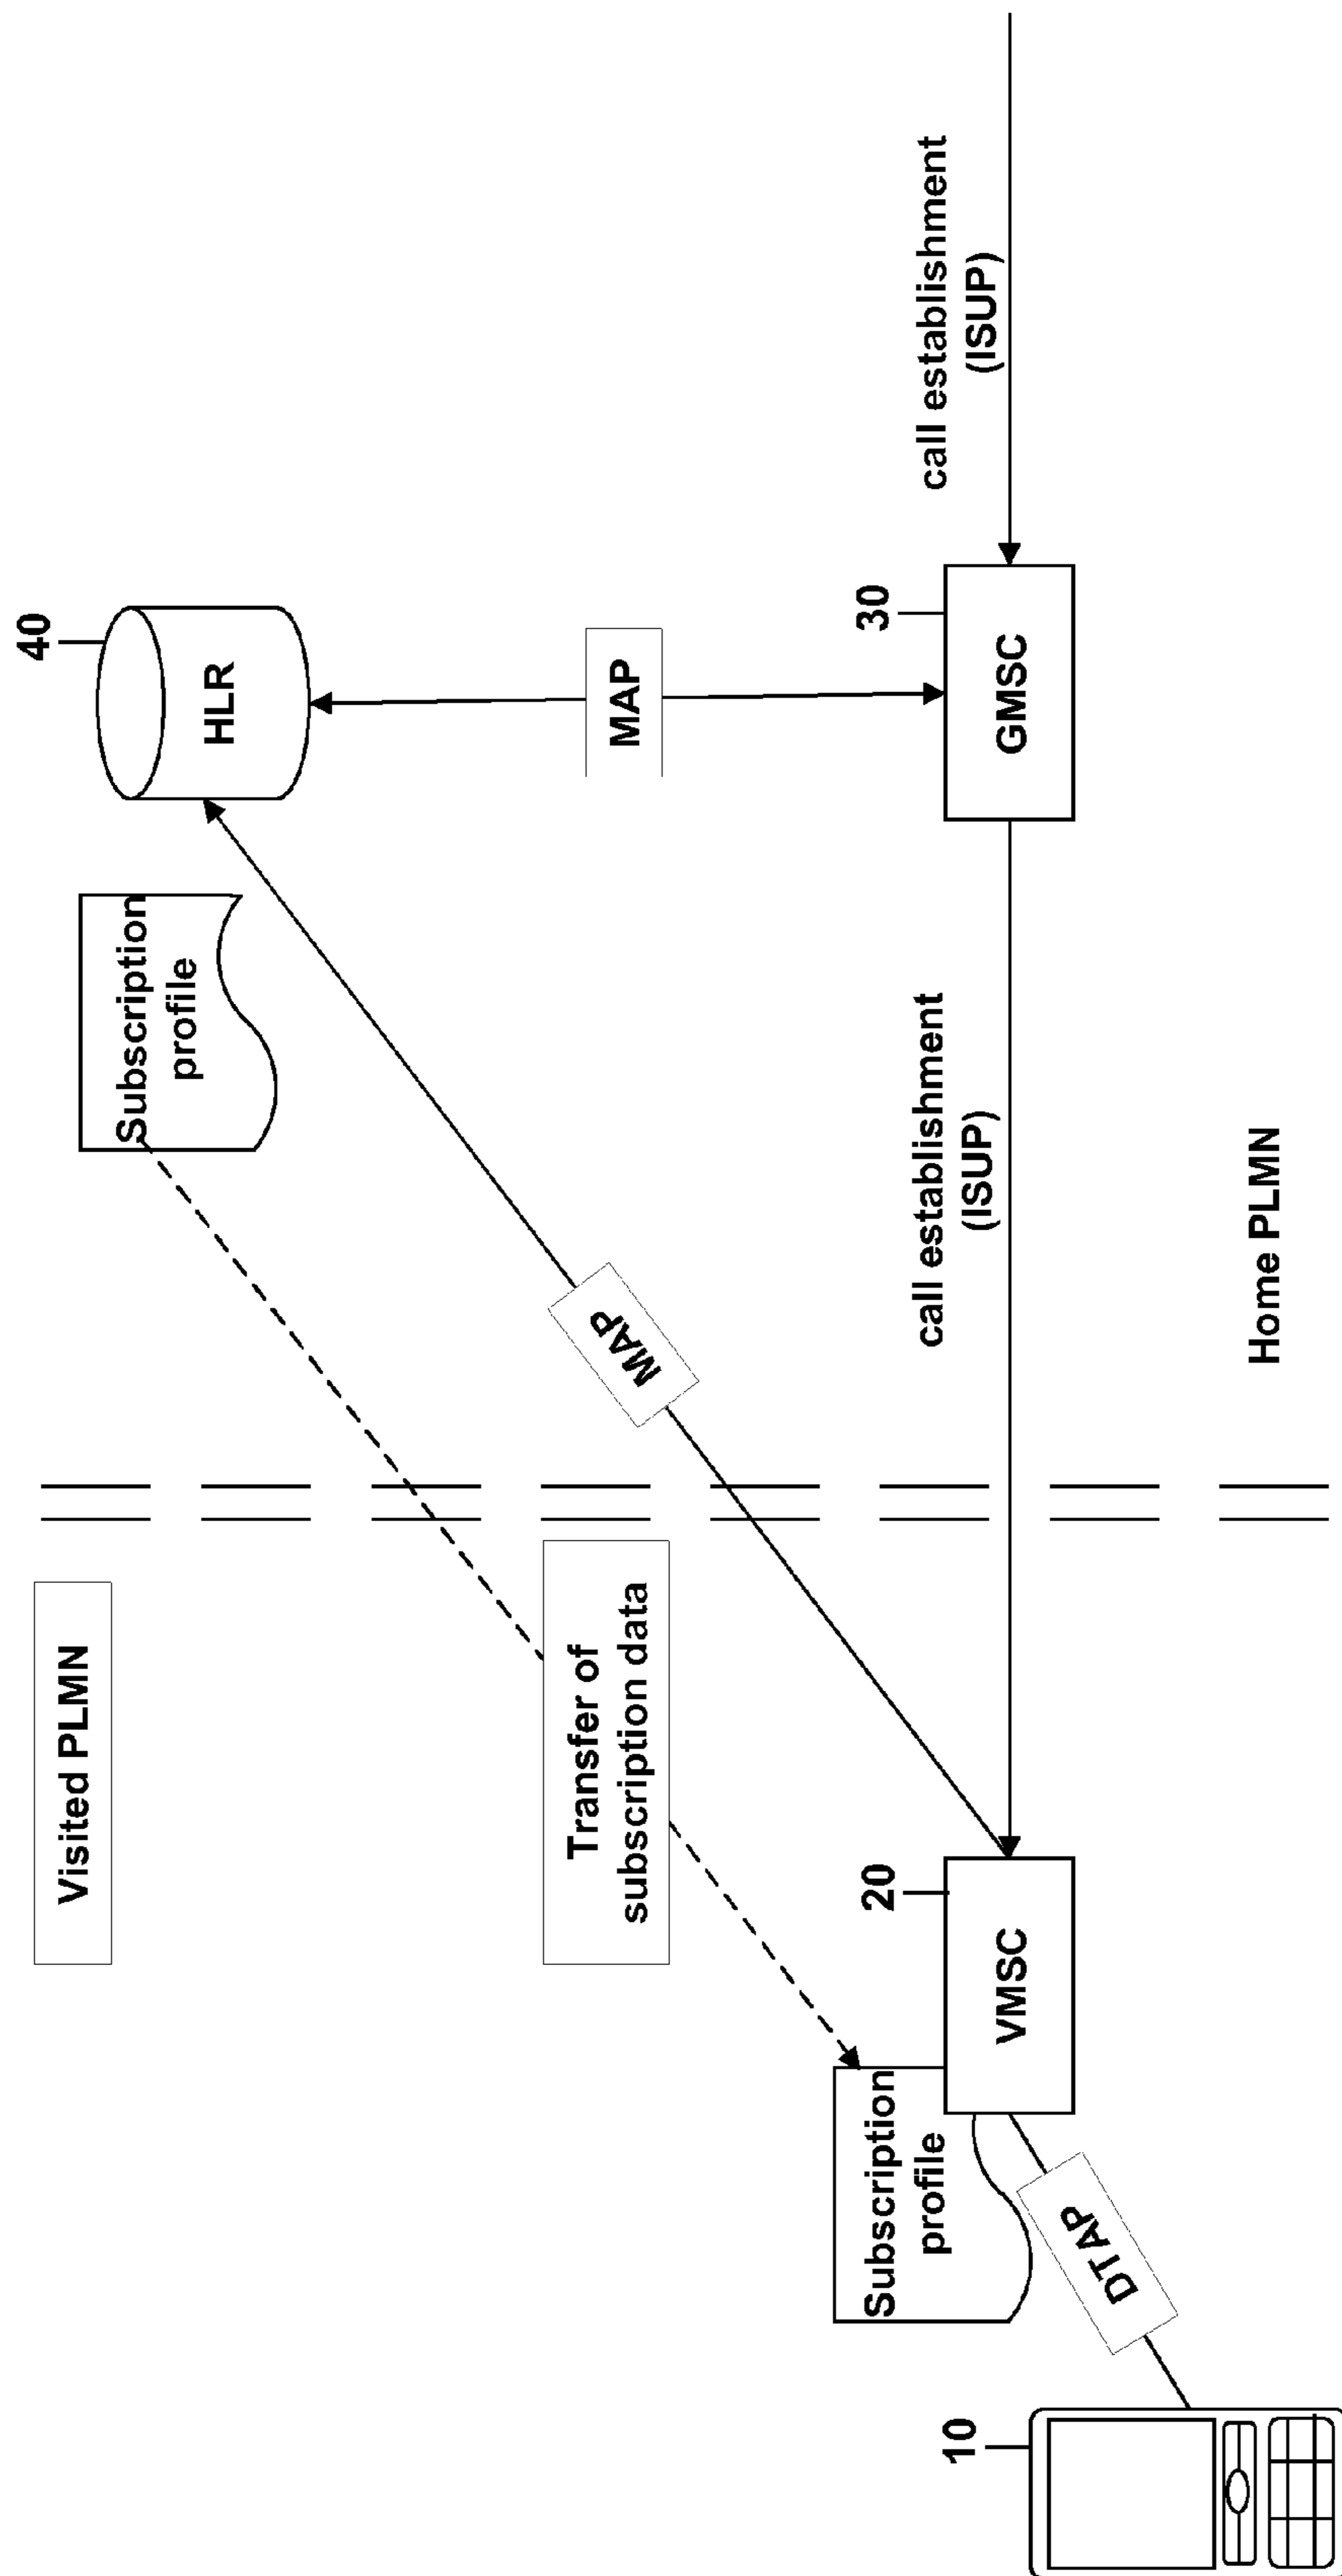 Visited PLMN
40
HLR
Subscription
profile
MAP
Transfer of
subscription data
MAP
30
GMSC
call establishment
(ISUP)
call establishment
(ISUP)
20
VMSC
Subscription
profile
DTAP
10
Home PLMN